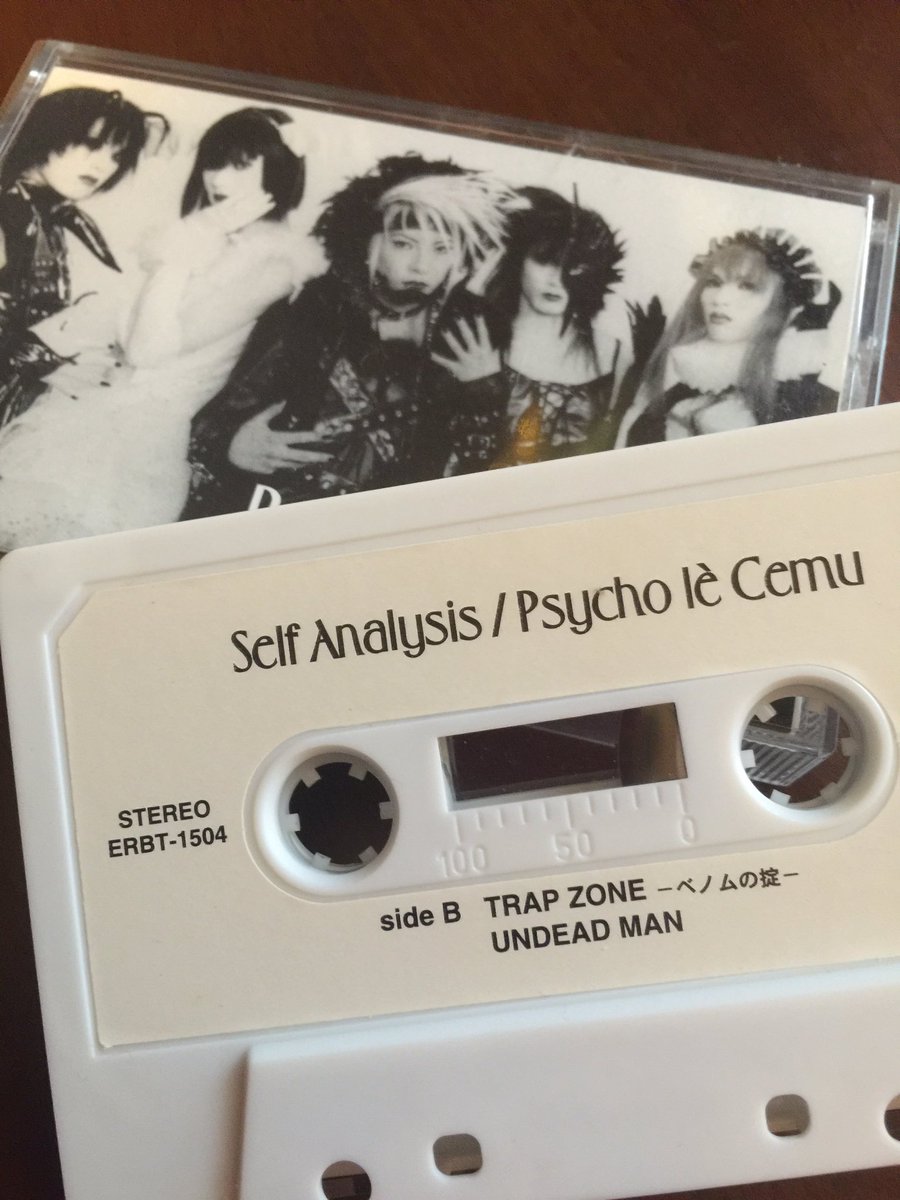 Self Analysis / Psycho lè Cemu
STEREO
ERBT-1504
100 50 0
side B TRAP ZONE －ベノムの掟－
UNDEAD MAN